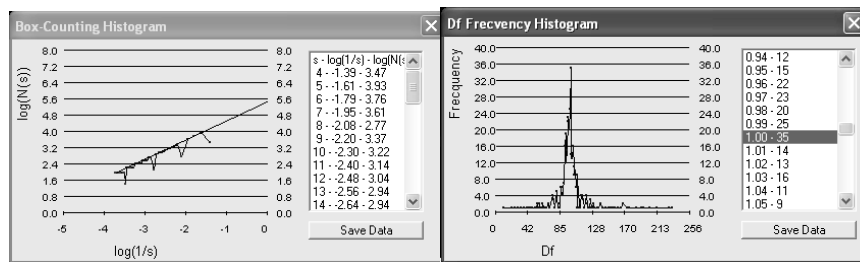 Box-Counting Histogram
log(N(s))
8.0
7.2
6.4
5.6
4.8
4.0
3.2
2.4
1.6
0.8
0.0
8.0
7.2
6.4
5.6
4.8
4.0
3.2
2.4
1.6
0.8
0.0
-5 -4 -3 -2 -1 0
log(1/s)
s - log(1/s) - log(N(s
4 - -1.39 - 3.47
5 - -1.61 - 3.93
6 - -1.79 - 3.76
7 - -1.95 - 3.61
8 - -2.08 - 2.77
9 - -2.20 - 3.37
10 - -2.30 - 3.22
11 - -2.40 - 3.14
12 - -2.48 - 3.04
13 - -2.56 - 2.94
14 - -2.64 - 2.94
Save Data
Df Frecvency Histogram
Frecquency
40.0
36.0
32.0
28.0
24.0
20.0
16.0
12.0
8.0
4.0
0.0
40.0
36.0
32.0
28.0
24.0
20.0
16.0
12.0
8.0
4.0
0.0
0 42 85 128 170 213 256
Df
0.94 - 12
0.95 - 15
0.96 - 22
0.97 - 23
0.98 - 20
0.99 - 25
1.00 - 35
1.01 - 14
1.02 - 13
1.03 - 16
1.04 - 11
1.05 - 9
Save Data